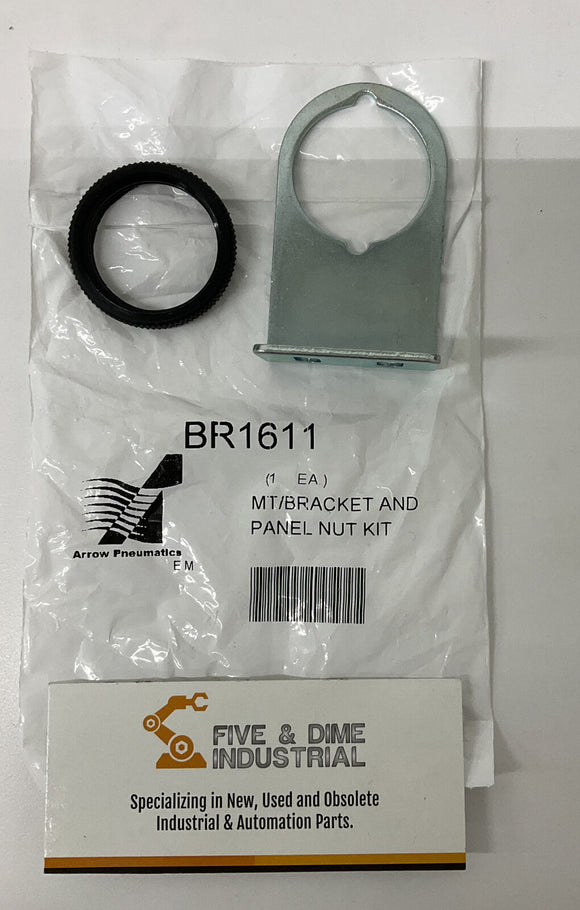 BR1611
(1 EA)
MT/BRACKET AND
PANEL NUT KIT
Arrow Pneumatics
EM
FIVE & DIME
INDUSTRIAL
Specializing in New, Used and Obsolete
Industrial & Automation Parts.